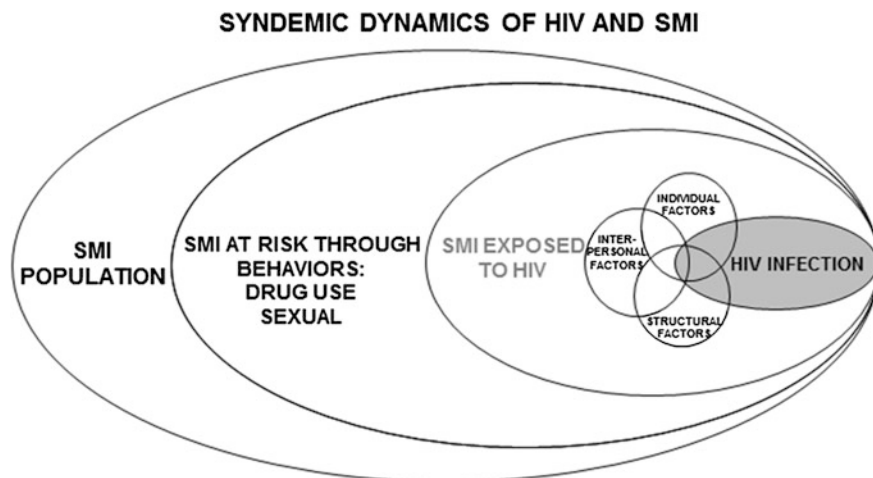 SYNDEMIC DYNAMICS OF HIV AND SMI
SMI
POPULATION
SMI AT RISK THROUGH
BEHAVIORS:
DRUG USE
SEXUAL
SMI EXPOSED
TO HIV
INDIVIDUAL
FACTORS
INTER-
PERSONAL
FACTORS
STRUCTURAL
FACTORS
HIV INFECTION